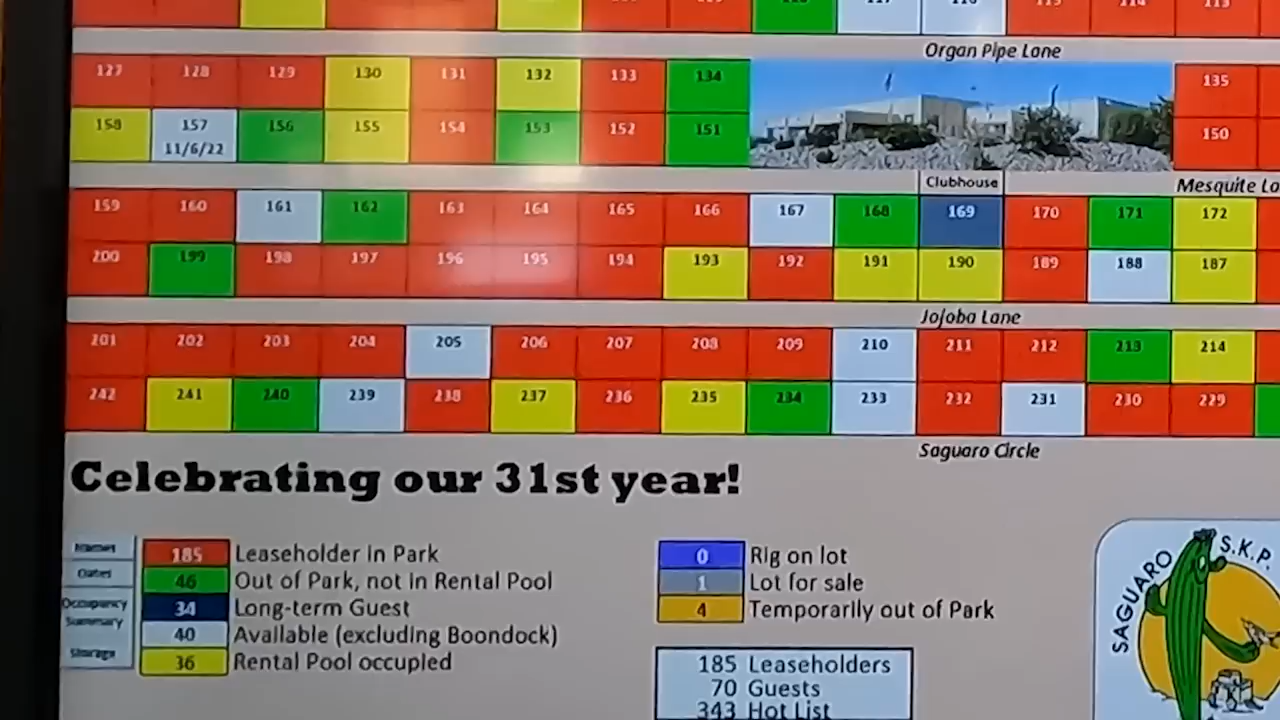 117 116 115 114 113
Organ Pipe Lane
127 128 129 130 131 132 133 134 135
158 157 156 155 154 153 152 151 150
11/6/22
Clubhouse
Mesquite La
159 160 161 162 163 164 165 166 167 168 169 170 171 172
200 199 198 197 196 195 194 193 192 191 190 189 188 187
Jojoba Lane
201 202 203 204 205 206 207 208 209 210 211 212 213 214
242 241 240 239 238 237 236 235 234 233 232 231 230 229
Saguaro Circle
Celebrating our 31st year!
Names
Dates
Occupancy
Summary
Storage
185 Leaseholder in Park
46 Out of Park, not in Rental Pool
34 Long-term Guest
40 Available (excluding Boondock)
36 Rental Pool occupied
0 Rig on lot
1 Lot for sale
4 Temporarily out of Park
185 Leaseholders
70 Guests
343 Hot List
SAGUARO S.K.P.